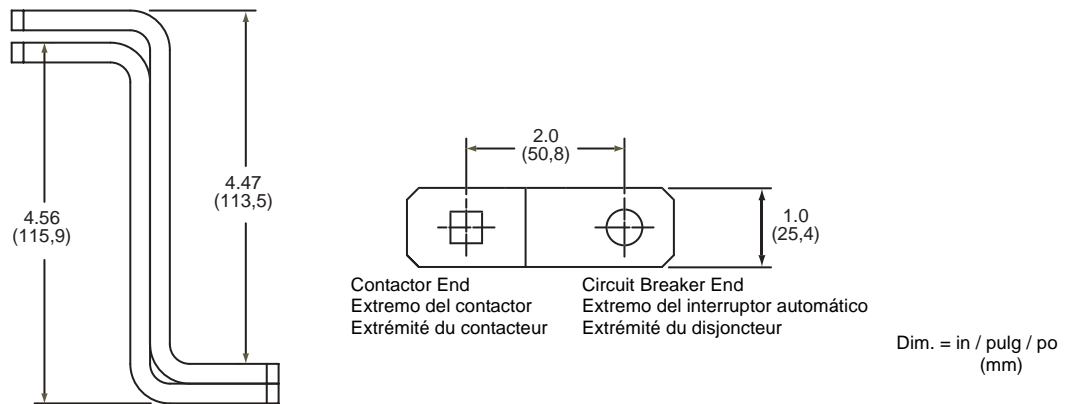 4.56
(115,9)
4.47
(113,5)
2.0
(50,8)
1.0
(25,4)
Contactor End
Extremo del contactor
Extrémité du contacteur
Circuit Breaker End
Extremo del interruptor automático
Extrémité du disjoncteur
Dim. = in / pulg / po
(mm)